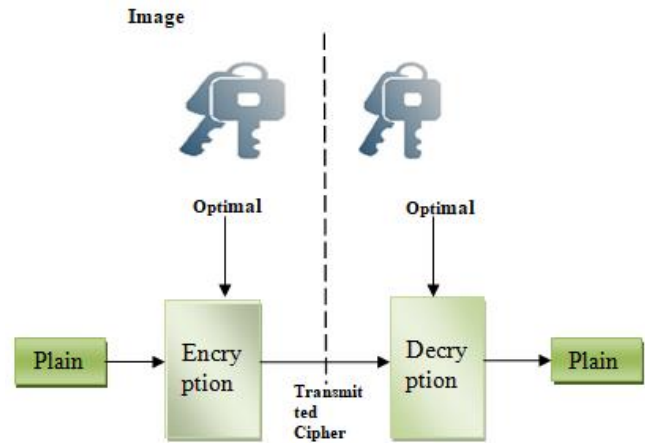 Image
Optimal
Optimal
Plain
Encry
ption
Decry
ption
Plain
Transmit
ted
Cipher